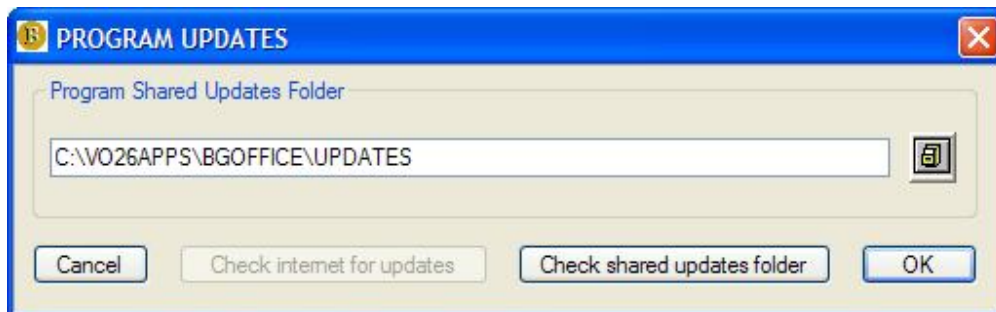 PROGRAM UPDATES
Program Shared Updates Folder
C:\VO26APPS\BGOFFICE\UPDATES
Cancel
Check internet for updates
Check shared updates folder
OK